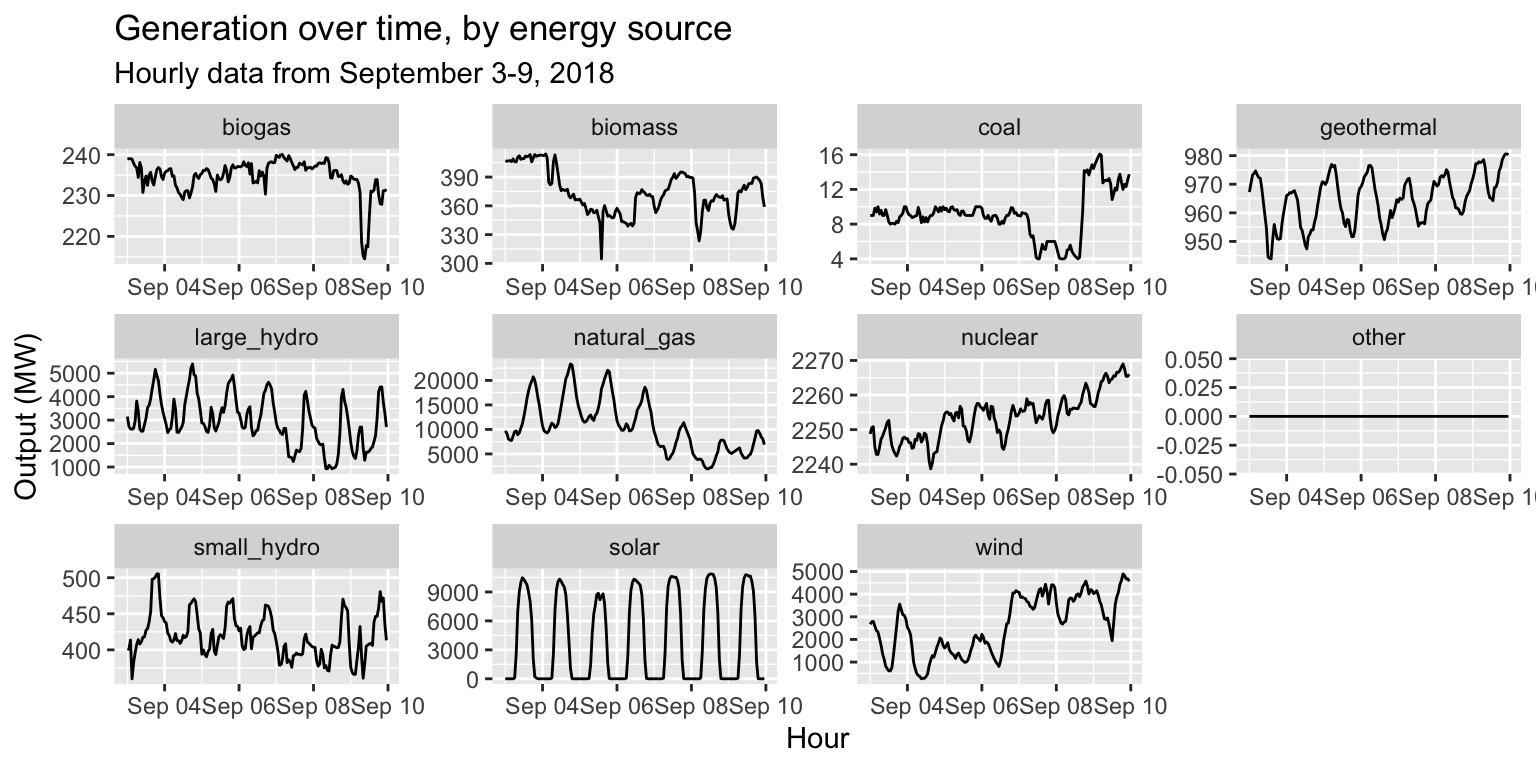 Generation over time, by energy source
Hourly data from September 3-9, 2018
biogas
240
230
220
Sep 04Sep 06Sep 08Sep 10
biomass
390
360
330
300
Sep 04Sep 06Sep 08Sep 10
coal
16
12
8
4
Sep 04Sep 06Sep 08Sep 10
geothermal
980
970
960
950
Sep 04Sep 06Sep 08Sep 1
Output (MW)
large_hydro
5000
4000
3000
2000
1000
Sep 04Sep 06Sep 08Sep 10
natural_gas
20000
15000
10000
5000
Sep 04Sep 06Sep 08Sep 10
nuclear
2270
2260
2250
2240
Sep 04Sep 06Sep 08Sep 10
other
0.050
0.025
0.000
-0.025
-0.050
Sep 04Sep 06Sep 08Sep 1
small_hydro
500
450
400
Sep 04Sep 06Sep 08Sep 10
solar
9000
6000
3000
0
Sep 04Sep 06Sep 08Sep 10
wind
5000
4000
3000
2000
1000
Sep 04Sep 06Sep 08Sep 10
Hour